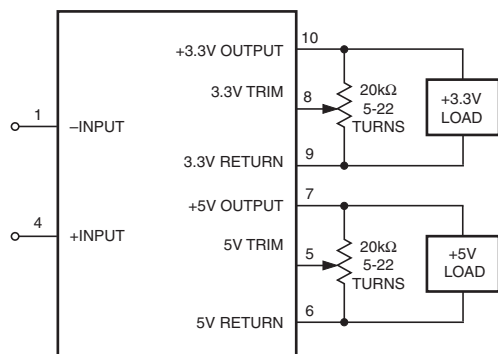 10
+3.3V OUTPUT
3.3V TRIM
8
20kΩ
5-22
TURNS
+3.3V
LOAD
1
–INPUT
3.3V RETURN
9
+5V OUTPUT
7
4
+INPUT
5V TRIM
5
20kΩ
5-22
TURNS
+5V
LOAD
5V RETURN
6